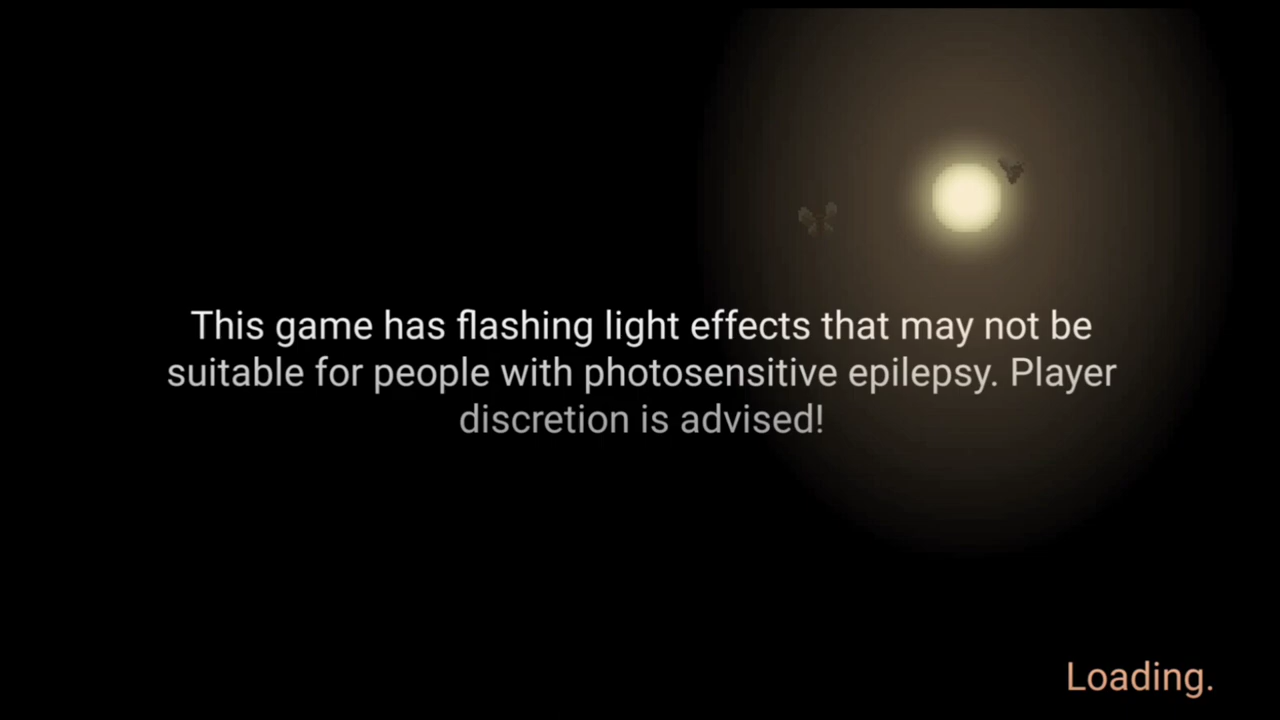 This game has flashing light effects that may not be
suitable for people with photosensitive epilepsy. Player
discretion is advised!
Loading.